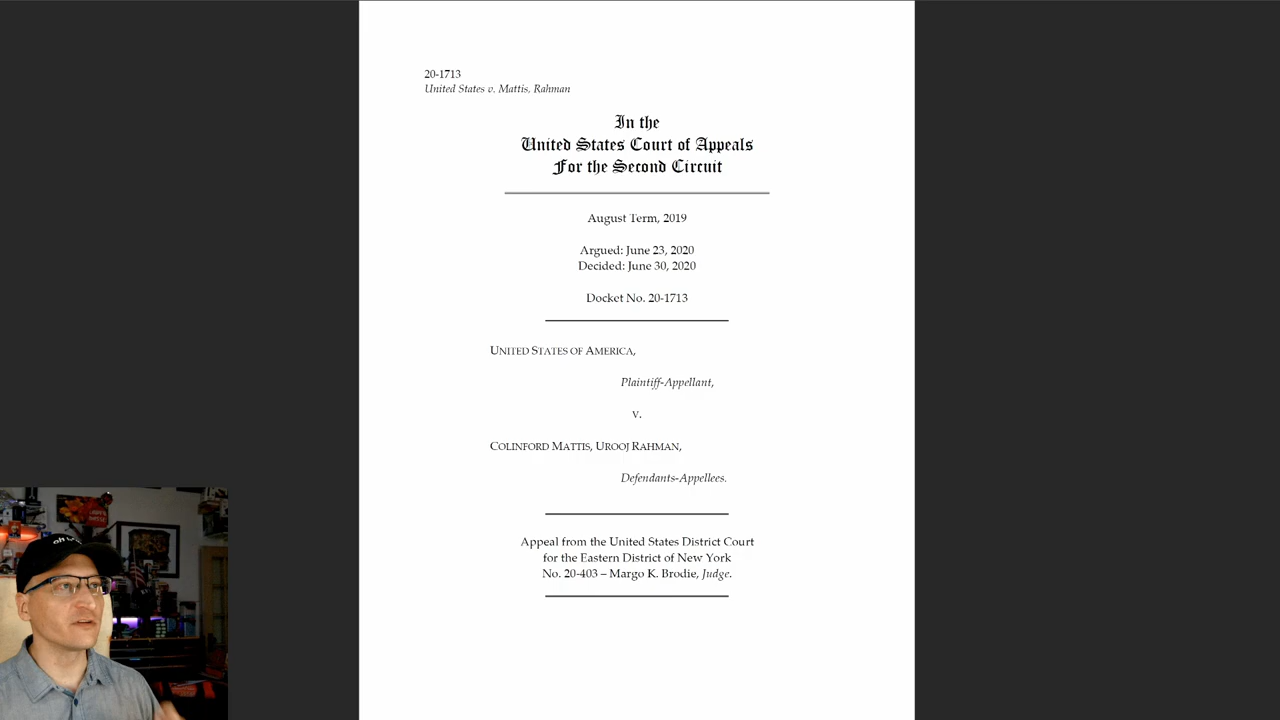 20-1713
United States v. Mattis, Rahman
In the
United States Court of Appeals
For the Second Circuit
August Term, 2019
Argued: June 23, 2020
Decided: June 30, 2020
Docket No. 20-1713
UNITED STATES OF AMERICA,
Plaintiff-Appellant,
v.
COLINFORD MATTIS, UROOJ RAHMAN,
Defendants-Appellees.
Appeal from the United States District Court
for the Eastern District of New York
No. 20-403 – Margo K. Brodie, Judge.